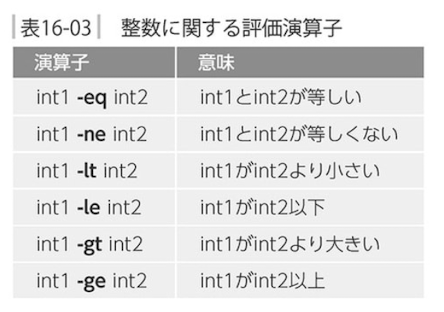 表16-03 整数に関する評価演算子
演算子 意味
int1 -eq int2 int1とint2が等しい
int1 -ne int2 int1とint2が等しくない
int1 -lt int2 int1がint2より小さい
int1 -le int2 int1がint2以下
int1 -gt int2 int1がint2より大きい
int1 -ge int2 int1がint2以上